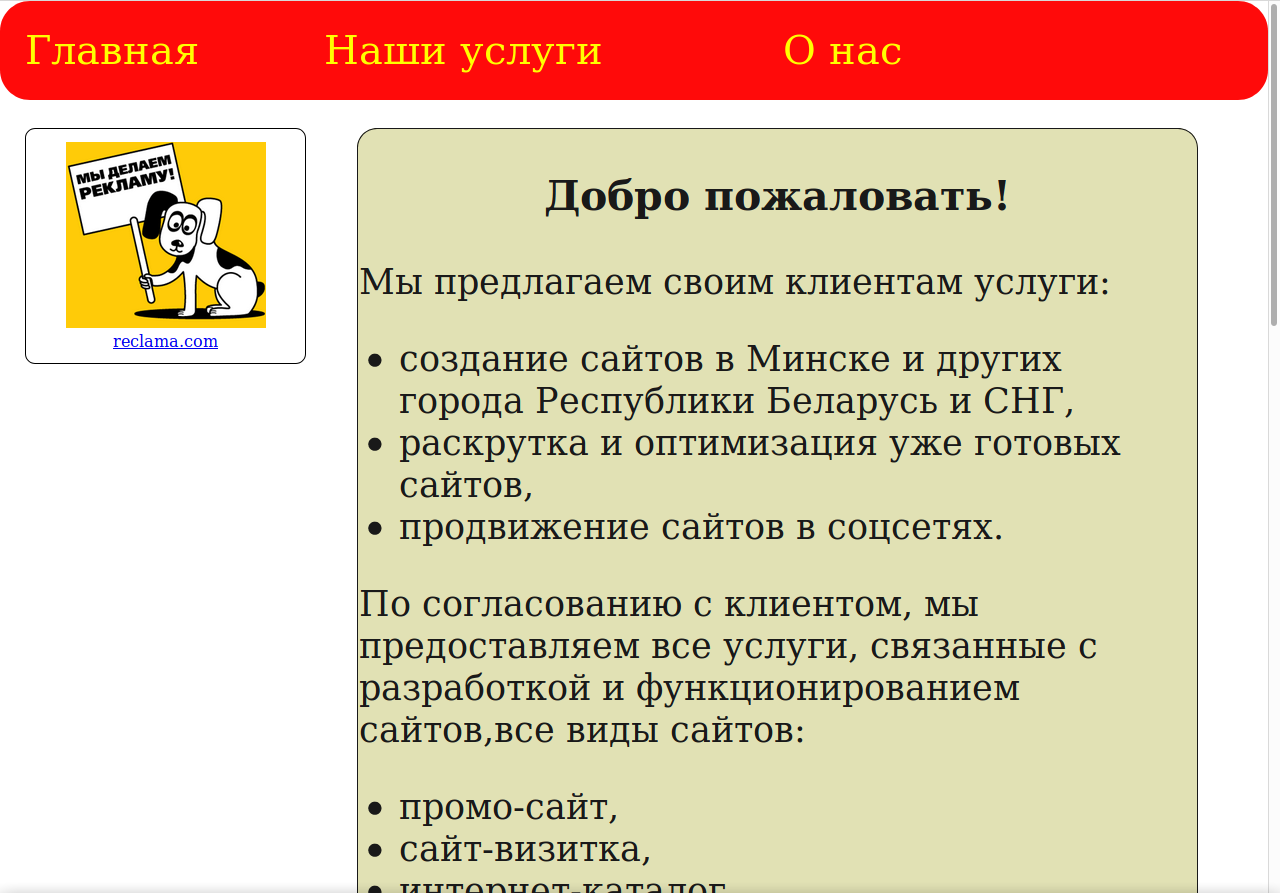 Главная Наши услуги О нас
МЫ ДЕЛАЕМ
РЕКЛАМУ!
reclama.com
Добро пожаловать!
Мы предлагаем своим клиентам услуги:
создание сайтов в Минске и других
города Республики Беларусь и СНГ,
раскрутка и оптимизация уже готовых
сайтов,
продвижение сайтов в соцсетях.
По согласованию с клиентом, мы
предоставляем все услуги, связанные с
разработкой и функционированием
сайтов,все виды сайтов:
промо-сайт,
сайт-визитка,
интернет-каталог